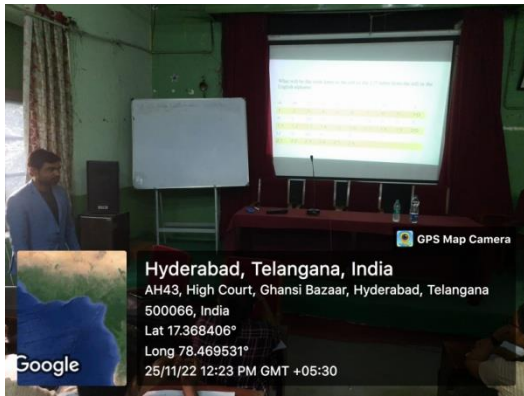 GPS Map Camera
Hyderabad, Telangana, India
AH43, High Court, Ghansi Bazaar, Hyderabad, Telangana
500066, India
Lat 17.368406°
Long 78.469531°
25/11/22 12:23 PM GMT +05:30
Google